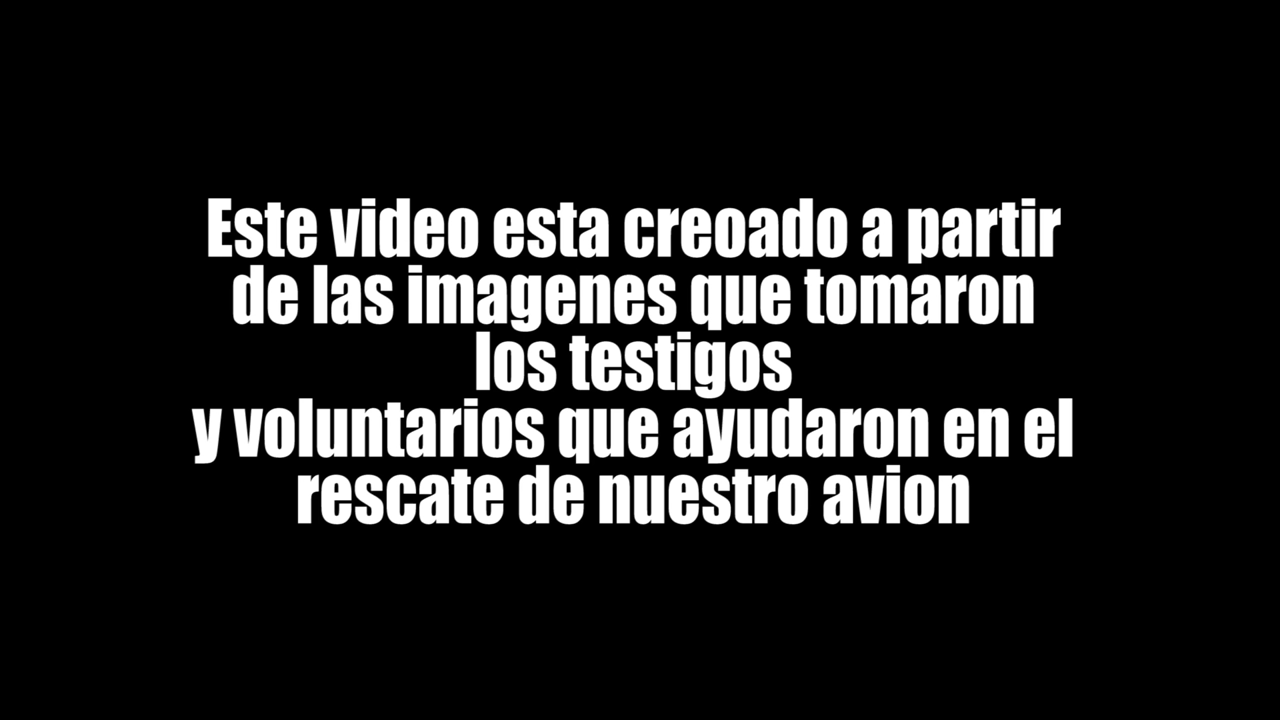 Este video esta creoado a partir
de las imagenes que tomaron
los testigos
y voluntarios que ayudaron en el
rescate de nuestro avion